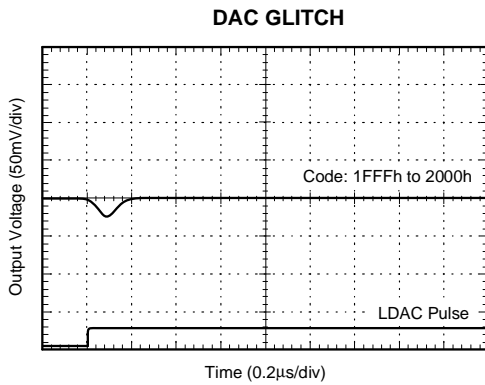 DAC GLITCH
Output Voltage (50mV/div)
Code: 1FFFh to 2000h
LDAC Pulse
Time (0.2µs/div)